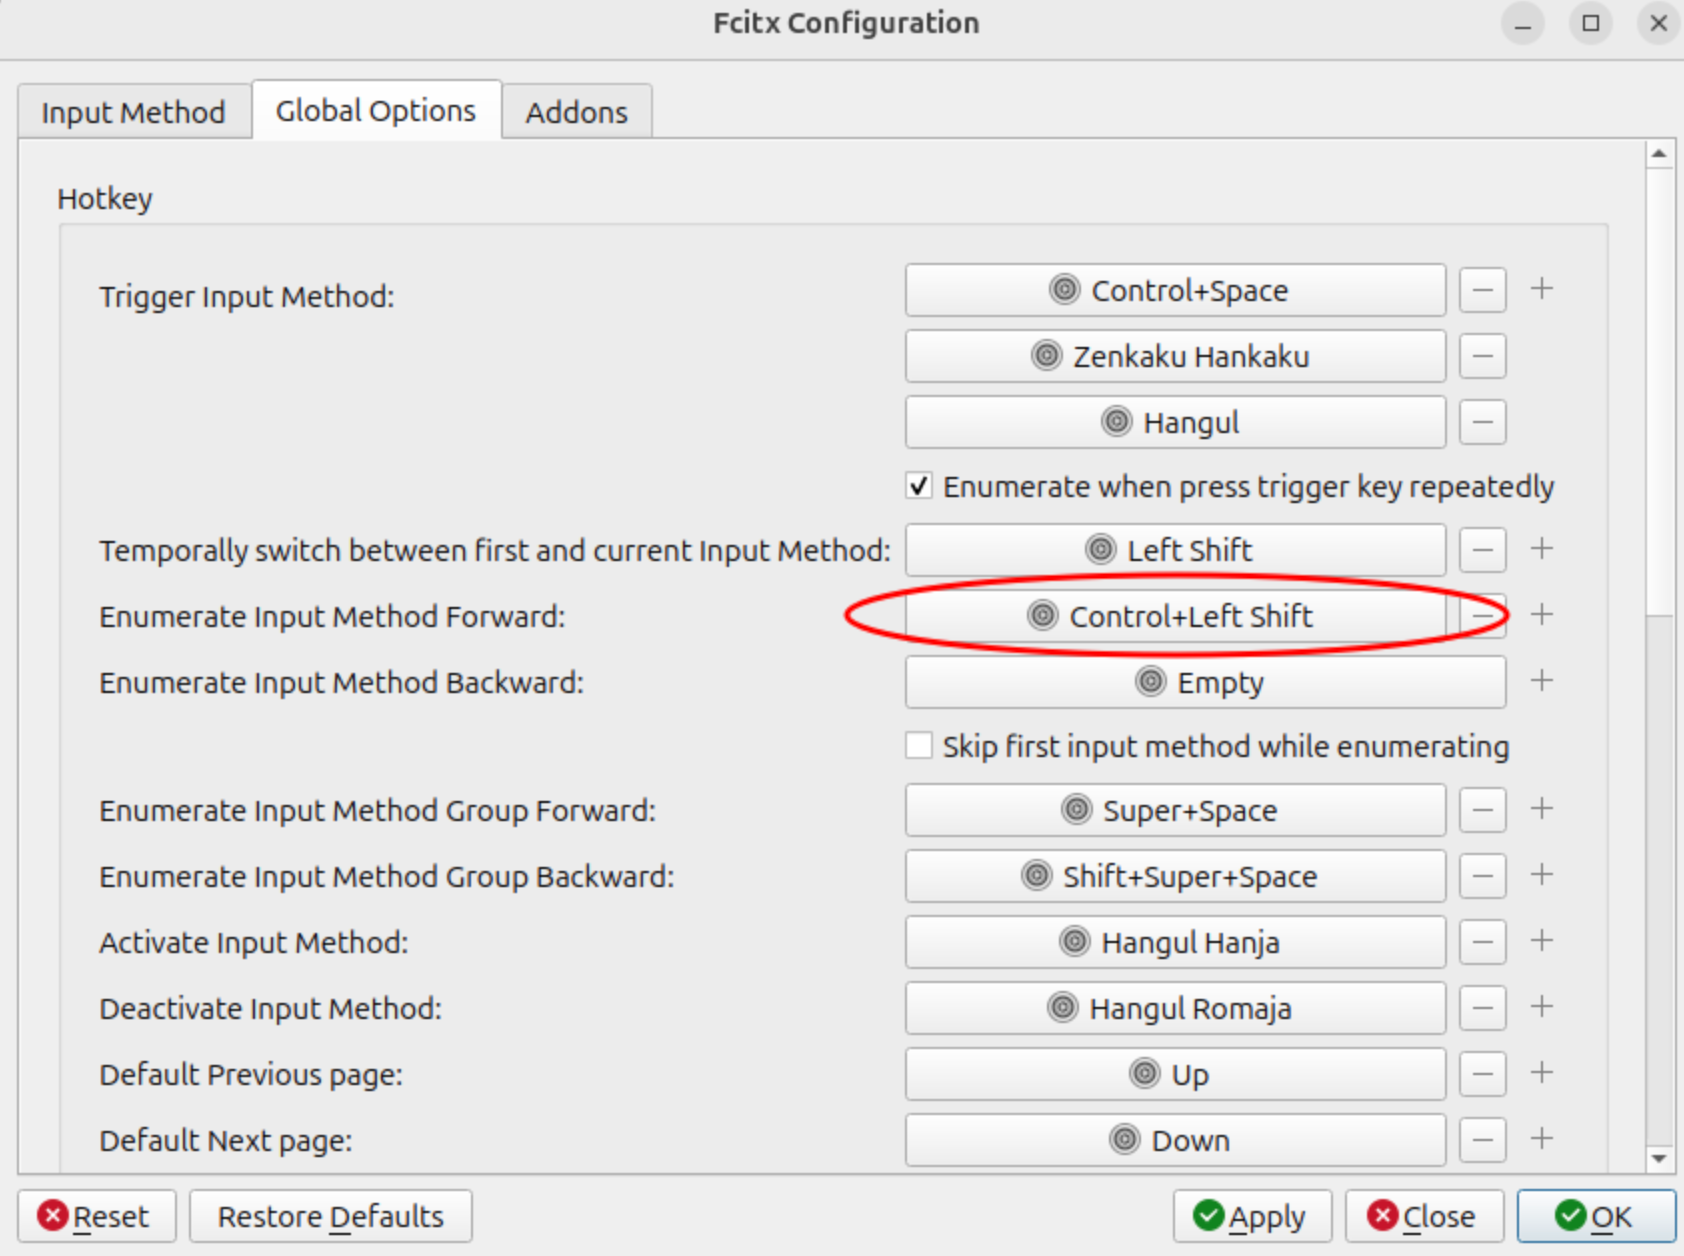 Fcitx Configuration
Input Method Global Options Addons
Hotkey
Trigger Input Method: Control+Space
Zenkaku Hankaku
Hangul
Enumerate when press trigger key repeatedly
Temporally switch between first and current Input Method: Left Shift
Enumerate Input Method Forward: Control+Left Shift
Enumerate Input Method Backward: Empty
Skip first input method while enumerating
Enumerate Input Method Group Forward: Super+Space
Enumerate Input Method Group Backward: Shift+Super+Space
Activate Input Method: Hangul Hanja
Deactivate Input Method: Hangul Romaja
Default Previous page: Up
Default Next page: Down
Reset Restore Defaults Apply Close OK